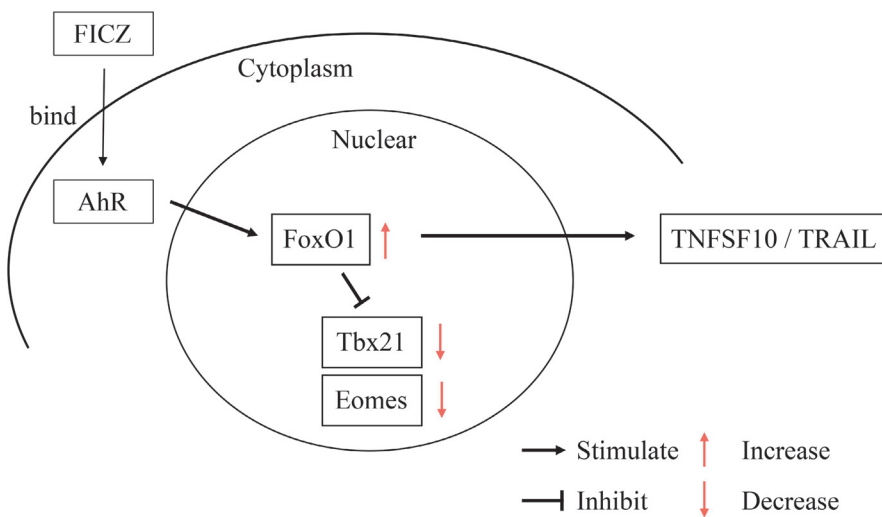 FICZ
Cytoplasm
bind
Nuclear
AhR
FoxO1
TNFSF10 / TRAIL
Tbx21
Eomes
Stimulate
Increase
Inhibit
Decrease